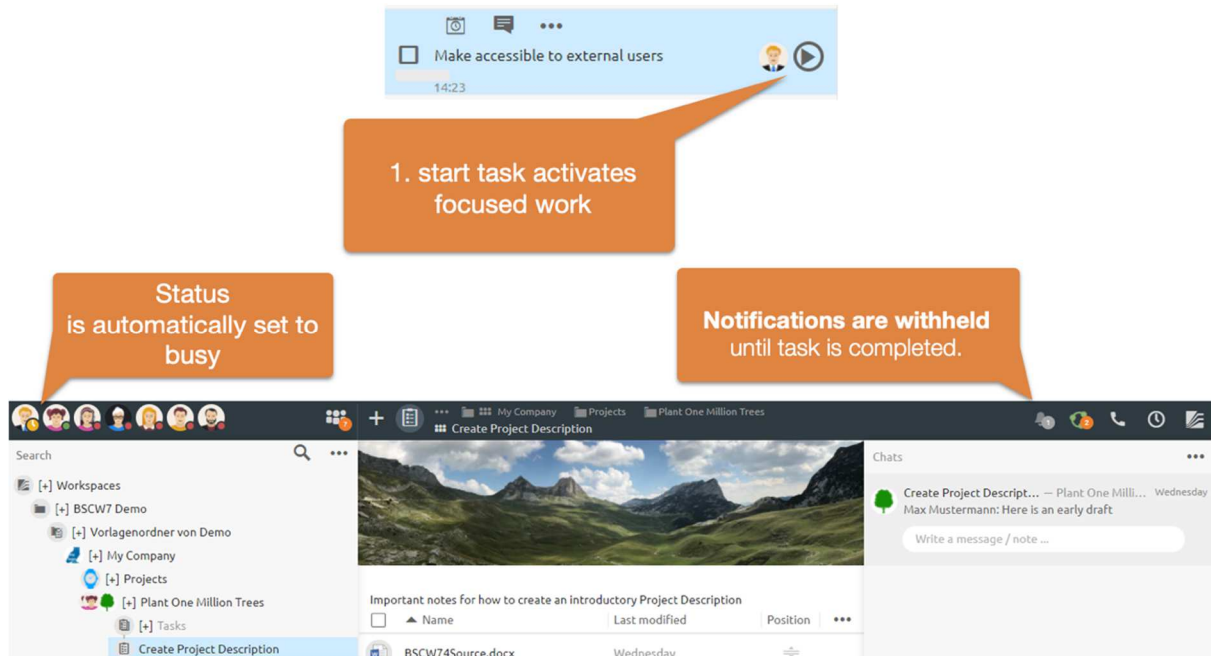 Make accessible to external users
14:23
1. start task activates
focused work
Status
is automatically set to
busy
Notifications are withheld
until task is completed.
7
My Company
Projects
Plant One Million Trees
Create Project Description
1
2
Search
[+] Workspaces
[+] BSCW7 Demo
[+] Vorlagenordner von Demo
[+] My Company
[+] Projects
[+] Plant One Million Trees
[+] Tasks
Create Project Description
Important notes for how to create an introductory Project Description
Name Last modified Position
BSCW74Source.docx Wednesday
Chats
Create Project Descript... — Plant One Milli... Wednesday
Max Mustermann: Here is an early draft
Write a message / note ...